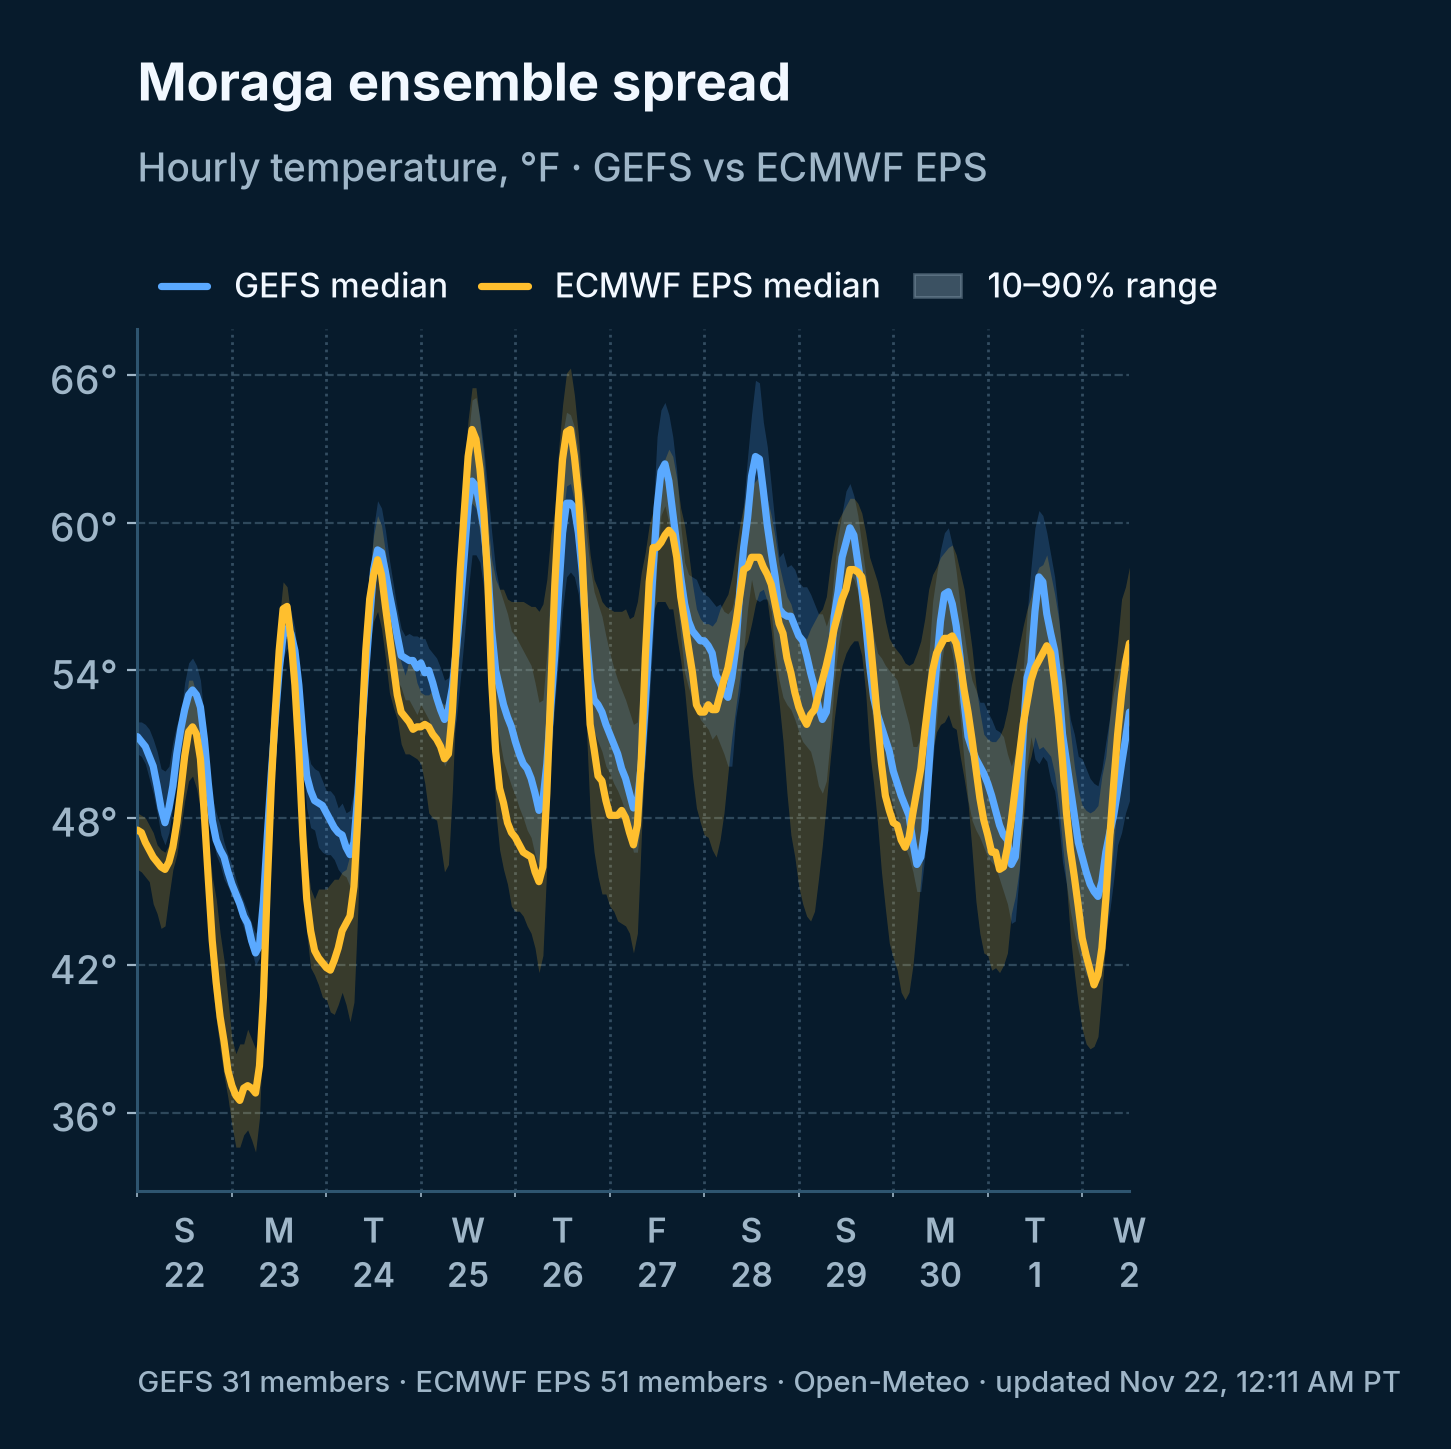 Moraga ensemble spread
Hourly temperature, °F · GEFS vs ECMWF EPS
GEFS median ECMWF EPS median 10–90% range
66°
60°
54°
48°
42°
36°
S M T W T F S S M T W
22 23 24 25 26 27 28 29 30 1 2
GEFS 31 members · ECMWF EPS 51 members · Open-Meteo · updated Nov 22, 12:11 AM PT